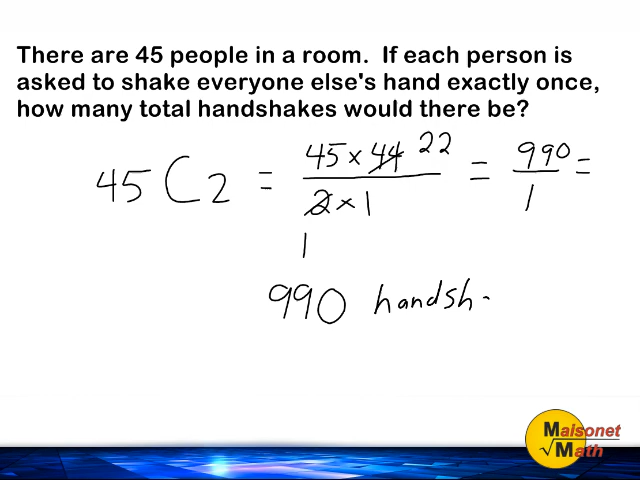 There are 45 people in a room. If each person is
asked to shake everyone else's hand exactly once,
how many total handshakes would there be?
45 C 2 = 45 x 44 22 / 2 x 1 1 = 990 / 1 =
990 handsh
Maisonet
√Math